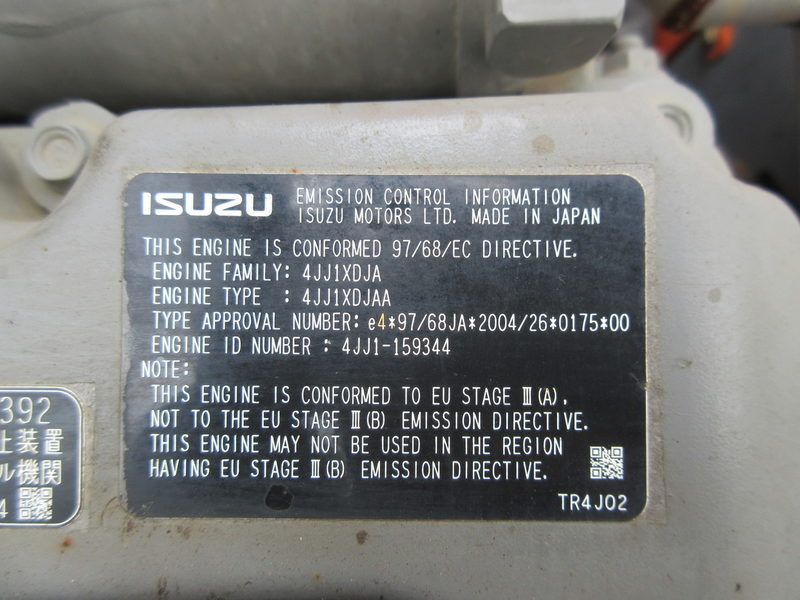 ISUZU EMISSION CONTROL INFORMATION
ISUZU MOTORS LTD. MADE IN JAPAN
THIS ENGINE IS CONFORMED 97/68/EC DIRECTIVE.
ENGINE FAMILY: 4JJ1XDJA
ENGINE TYPE : 4JJ1XDJAA
TYPE APPROVAL NUMBER: e4*97/68JA*2004/26*0175*00
ENGINE ID NUMBER : 4JJ1-159344
NOTE:
THIS ENGINE IS CONFORMED TO EU STAGE Ⅲ(A),
NOT TO THE EU STAGE Ⅲ(B) EMISSION DIRECTIVE.
THIS ENGINE MAY NOT BE USED IN THE REGION
HAVING EU STAGE Ⅲ(B) EMISSION DIRECTIVE.
TR4J02
392
止装置
ル機関
4